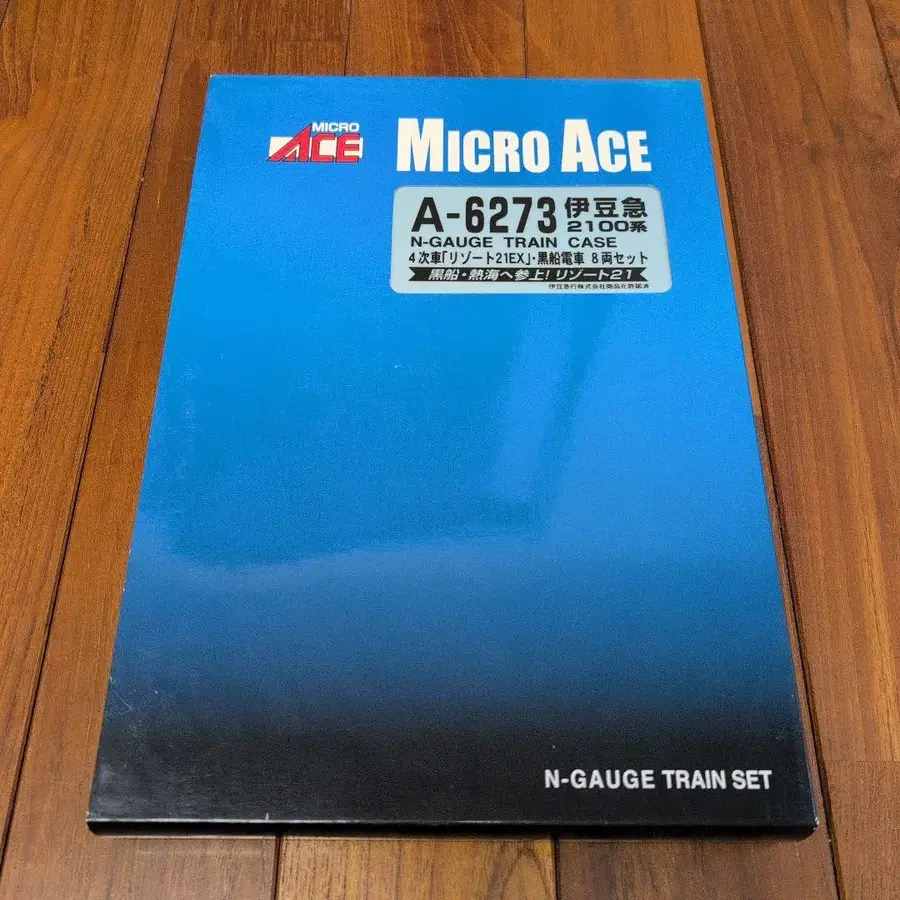 MICRO
ACE
MICRO ACE
A-6273 伊豆急
2100系
N-GAUGE TRAIN CASE
4次車「リゾート21EX」・黒船電車 8両セット
黒船・熱海へ参上!リゾート21
伊豆急行株式会社商品化許諾済
N-GAUGE TRAIN SET